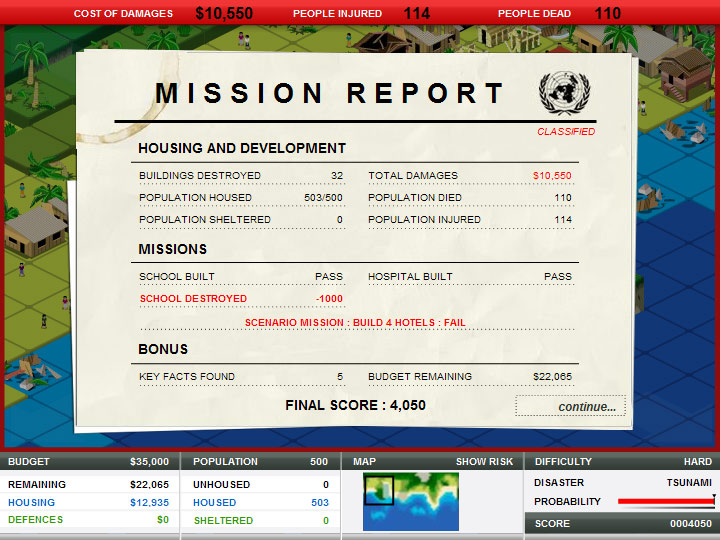 COST OF DAMAGES $10,550 PEOPLE INJURED 114 PEOPLE DEAD 110
MISSION REPORT
CLASSIFIED
HOUSING AND DEVELOPMENT
BUILDINGS DESTROYED 32 TOTAL DAMAGES $10,550
POPULATION HOUSED 503/500 POPULATION DIED 110
POPULATION SHELTERED 0 POPULATION INJURED 114
MISSIONS
SCHOOL BUILT PASS HOSPITAL BUILT PASS
SCHOOL DESTROYED -1000
SCENARIO MISSION : BUILD 4 HOTELS : FAIL
BONUS
KEY FACTS FOUND 5 BUDGET REMAINING $22,065
FINAL SCORE : 4,050 continue...
BUDGET $35,000 POPULATION 500 MAP SHOW RISK DIFFICULTY HARD
REMAINING $22,065 UNHOUSED 0 DISASTER TSUNAMI
HOUSING $12,935 HOUSED 503 PROBABILITY
DEFENCES $0 SHELTERED 0 SCORE 0004050